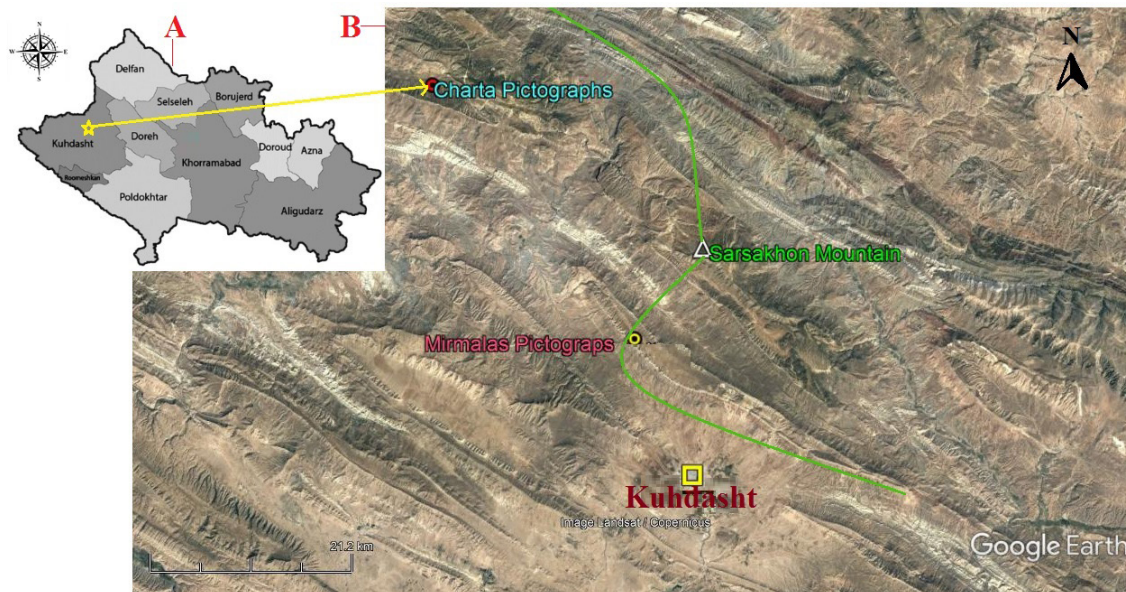 A
B
N
W
E
S
Delfan
Selseleh
Borujerd
Kuhdasht
Doreh
Khorramabad
Doroud
Azna
Roomeshkan
Poldokhtar
Aligudarz
N
Charta Pictographs
Sarsakhon Mountain
Mirmalas Pictograps
Kuhdasht
Image Landsat / Copernicus
21.2 km
Google Earth